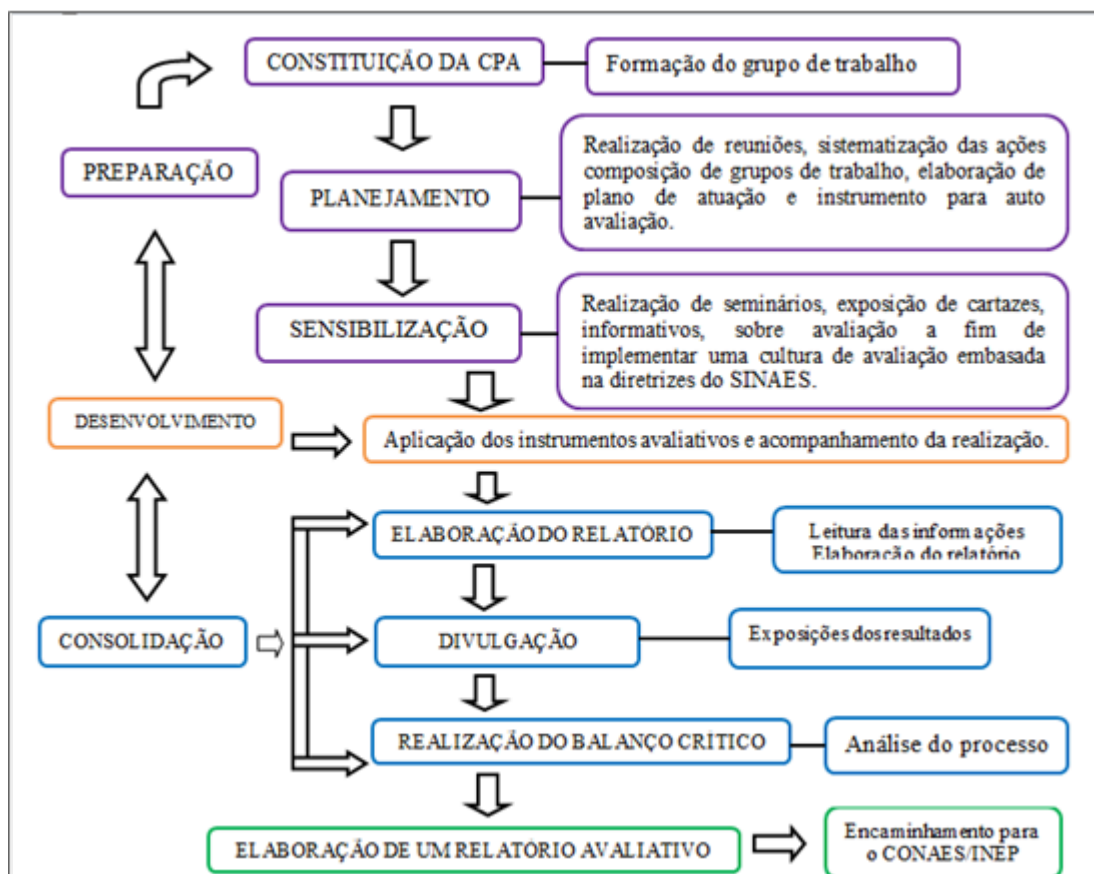 CONSTITUIÇÃO DA CPA
Formação do grupo de trabalho
PREPARAÇÃO
PLANEJAMENTO
Realização de reuniões, sistematização das ações
composição de grupos de trabalho, elaboração de
plano de atuação e instrumento para auto
avaliação.
SENSIBILIZAÇÃO
Realização de seminários, exposição de cartazes,
informativos, sobre avaliação a fim de
implementar uma cultura de avaliação embasada
na diretrizes do SINAES.
DESENVOLVIMENTO
Aplicação dos instrumentos avaliativos e acompanhamento da realização.
ELABORAÇÃO DO RELATÓRIO
Leitura das informações
Elaboração do relatório
CONSOLIDAÇÃO
DIVULGAÇÃO
Exposições dos resultados
REALIZAÇÃO DO BALANÇO CRÍTICO
Análise do processo
ELABORAÇÃO DE UM RELATÓRIO AVALIATIVO
Encaminhamento para
o CONAES/INEP